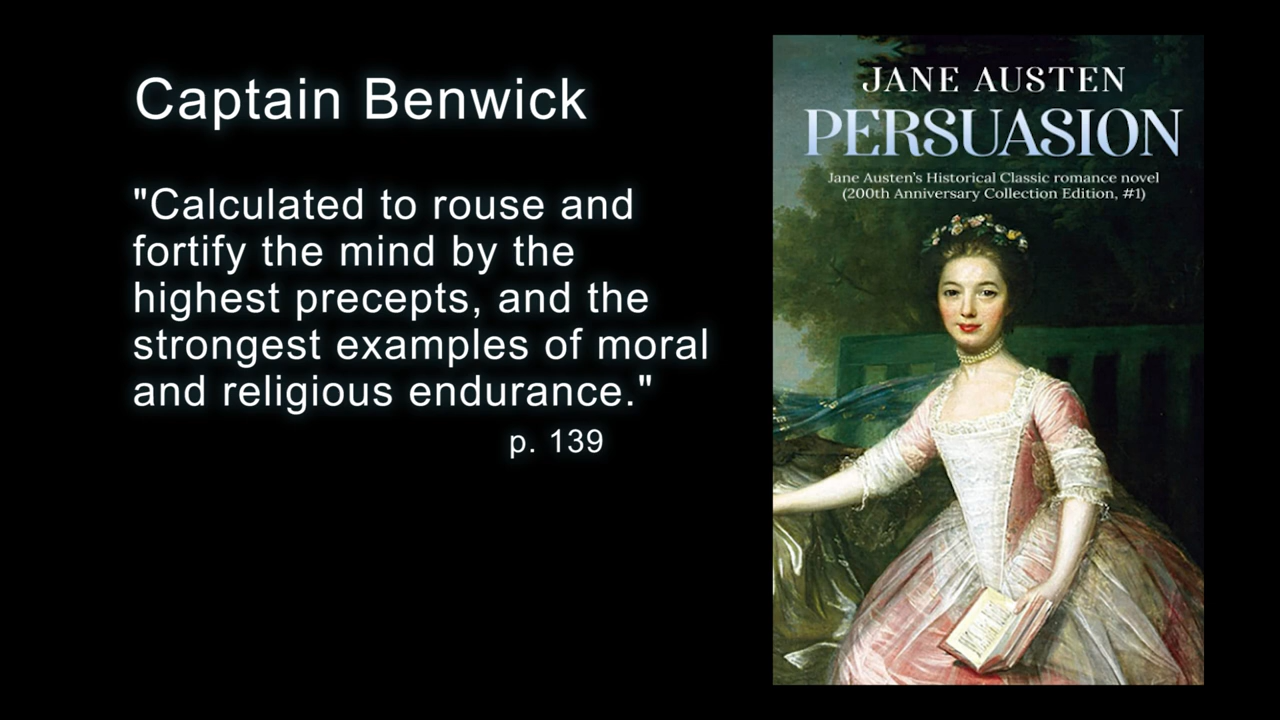 Captain Benwick
"Calculated to rouse and
fortify the mind by the
highest precepts, and the
strongest examples of moral
and religious endurance."
p. 139
JANE AUSTEN
PERSUASION
Jane Austen's Historical Classic romance novel
(200th Anniversary Collection Edition, #1)